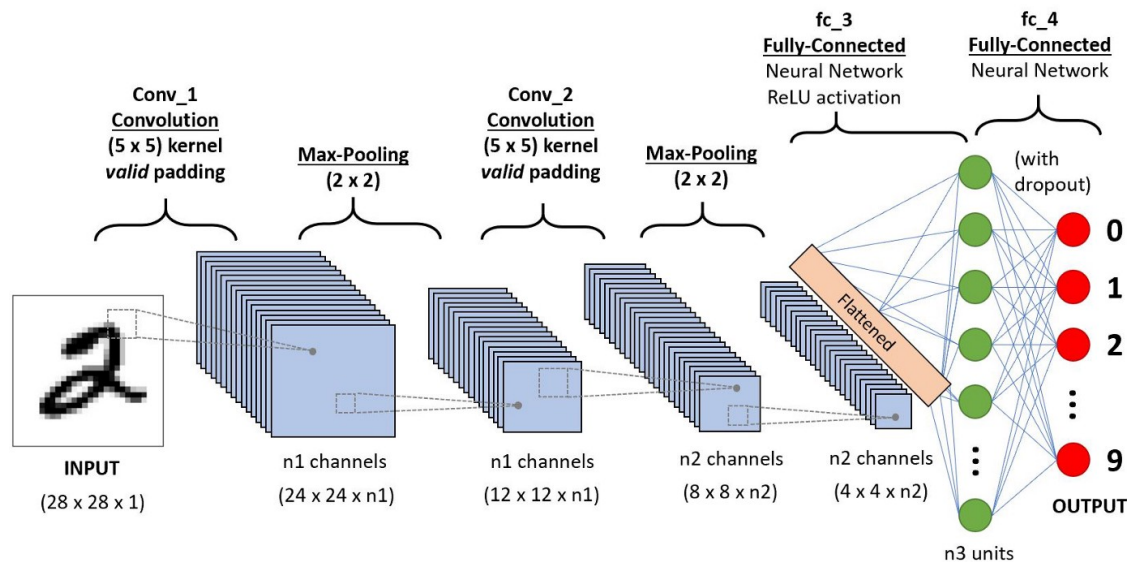 Conv_1
Convolution
(5 x 5) kernel
valid padding
Max-Pooling
(2 x 2)
Conv_2
Convolution
(5 x 5) kernel
valid padding
Max-Pooling
(2 x 2)
fc_3
Fully-Connected
Neural Network
ReLU activation
fc_4
Fully-Connected
Neural Network
(with
dropout)
2
INPUT
(28 x 28 x 1)
n1 channels
(24 x 24 x n1)
n1 channels
(12 x 12 x n1)
n2 channels
(8 x 8 x n2)
n2 channels
(4 x 4 x n2)
Flattened
n3 units
0
1
2
9
OUTPUT